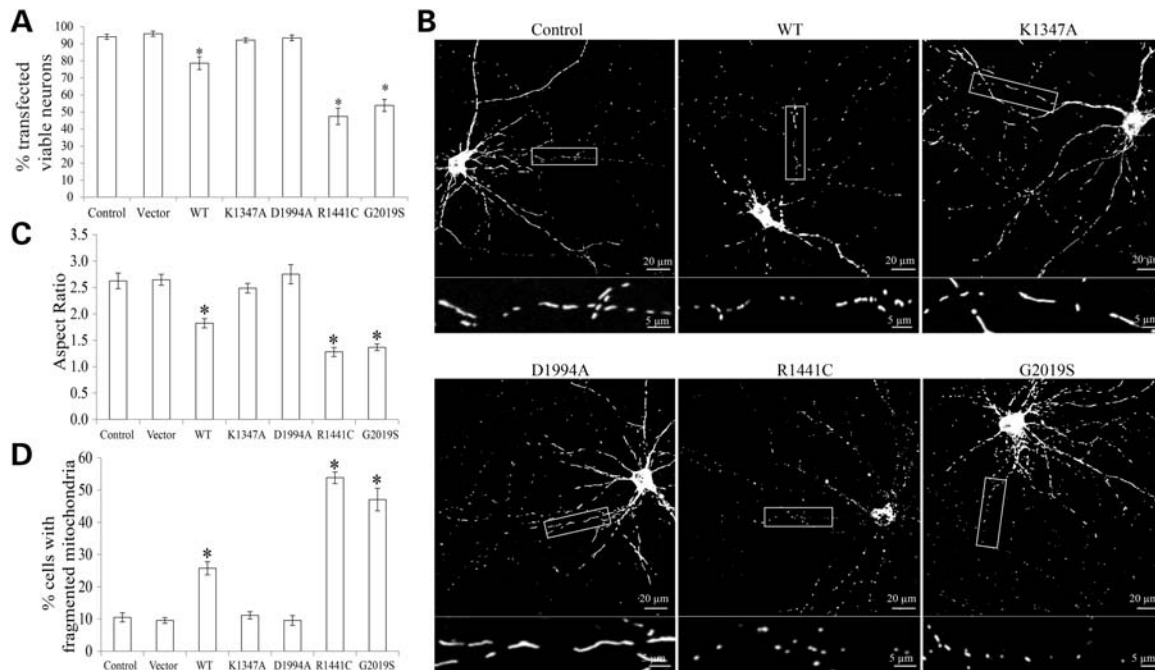 A
% transfected
viable neurons
100
90
80
70
60
50
40
30
20
10
0
*
*
*
Control Vector WT K1347A D1994A R1441C G2019S
C
Aspect Ratio
3.5
3.0
2.5
2.0
1.5
1.0
0.5
0.0
*
*
*
Control Vector WT K1347A D1994A R1441C G2019S
D
% cells with
fragmented mitochondria
60
50
40
30
20
10
0
*
*
*
Control Vector WT K1347A D1994A R1441C G2019S
B
Control WT K1347A
20 µm 20 µm 20 µm
5 µm 5 µm 5 µm
D1994A R1441C G2019S
20 µm 20 µm 20 µm
5 µm 5 µm 5 µm